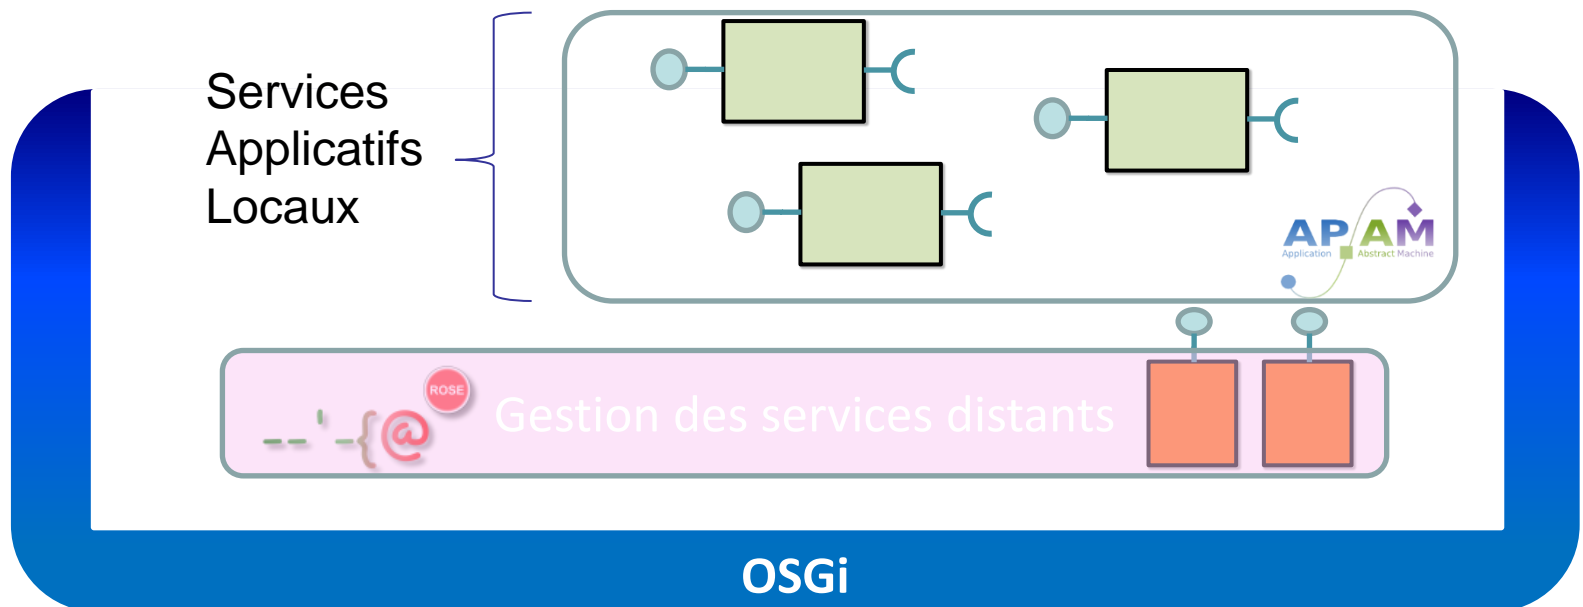 Services
Applicatifs
Locaux
APAM
Application Abstract Machine
ROSE
--'-{@
Gestion des services distants
OSGi